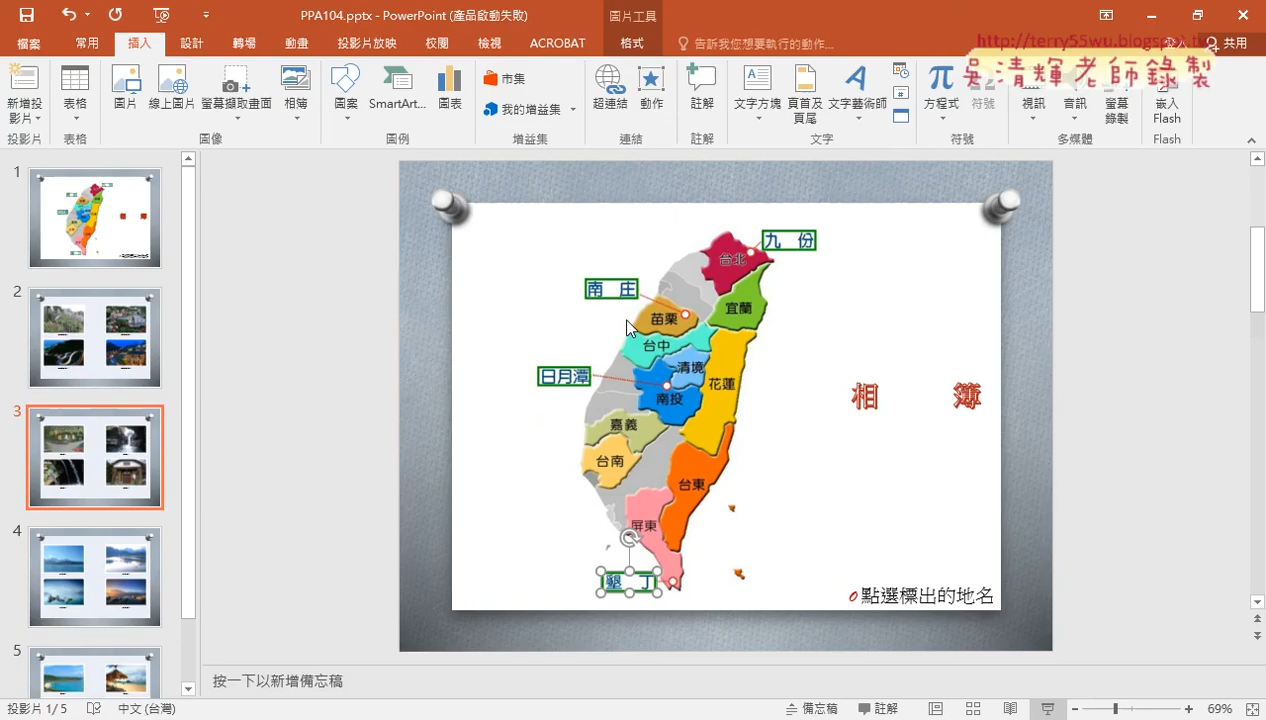 PPA104.pptx - PowerPoint (產品啟動失敗)
圖片工具
檔案 常用 插入 設計 轉場 動畫 投影片放映 校閱 檢視 ACROBAT 格式 告訴我您想要執行的動作... 登入 共用
http://terry55wu.blogspot.tw
吳清輝老師錄製
新增投影片 表格 圖片 線上圖片 螢幕擷取畫面 相簿 圖案 SmartArt... 圖表 市集 我的增益集 超連結 動作 註解 文字方塊 頁首及頁尾 文字藝術師 方程式 符號 視訊 音訊 螢幕錄製 嵌入 Flash
投影片 表格 圖像 圖例 增益集 連結 註解 文字 符號 多媒體 Flash
1
2
3
4
5
九 份
台北
南 庄
宜蘭
苗栗
台中
清境
日月潭
花蓮
南投
相 簿
嘉義
台南
台東
屏東
墾 丁
點選標出的地名
按一下以新增備忘稿
投影片 1/5 中文 (台灣) 備忘稿 註解 69%